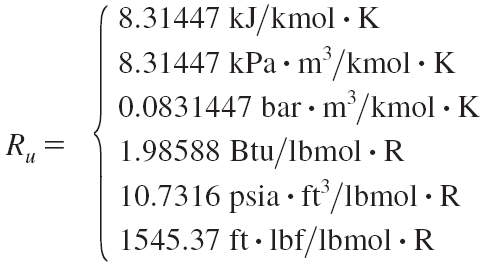 8.31447 kJ/kmol · K
8.31447 kPa · m³/kmol · K
0.0831447 bar · m³/kmol · K
Rᵤ =
1.98588 Btu/lbmol · R
10.7316 psia · ft³/lbmol · R
1545.37 ft · lbf/lbmol · R